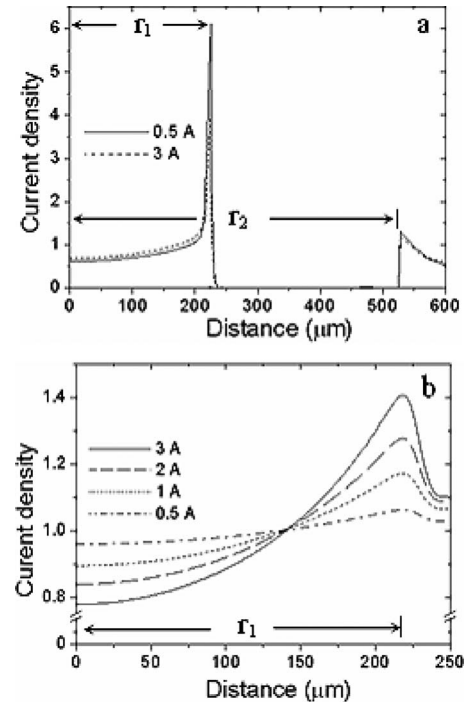 r1
a
6
5
4
3
2
1
0
Current density
0.5 A
3 A
r2
0 100 200 300 400 500 600
Distance (μm)
b
1.4
1.2
1.0
0.8
0
Curent density
3 A
2 A
1 A
0.5 A
r1
0 50 100 150 200 250
Distance (μm)